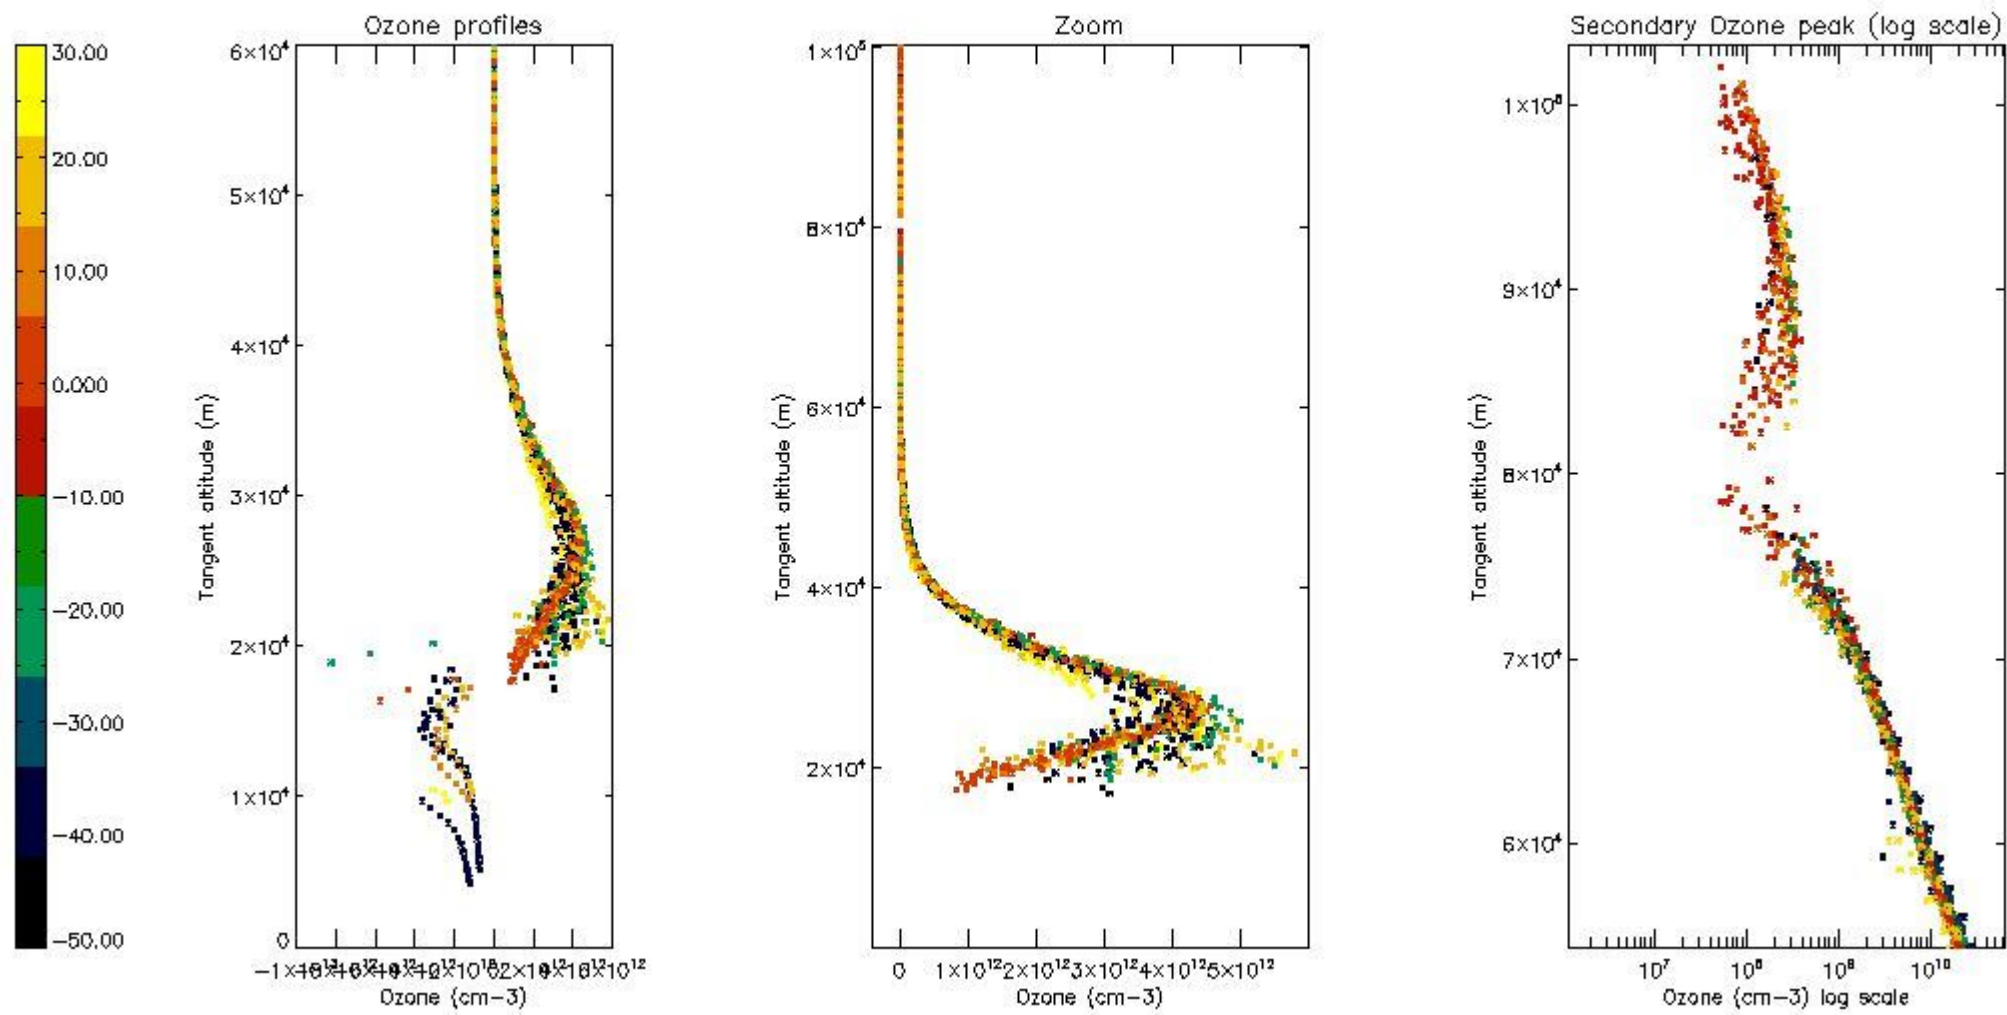 Ozone profiles
Zoom
Secondary Ozone peak (log scale)
30.00
20.00
10.00
0.000
−10.00
−20.00
−30.00
−40.00
−50.00
6×10⁴
5×10⁴
4×10⁴
3×10⁴
2×10⁴
1×10⁴
0
Tangent altitude (m)
Ozone (cm−3)
1×10⁵
8×10⁴
6×10⁴
4×10⁴
2×10⁴
Tangent altitude (m)
0 1×10¹² 2×10¹² 3×10¹² 4×10¹² 5×10¹²
Ozone (cm−3)
9×10⁴
8×10⁴
7×10⁴
6×10⁴
Tangent altitude (m)
10⁷ 10⁸ 10⁹ 10¹⁰
Ozone (cm−3) log scale